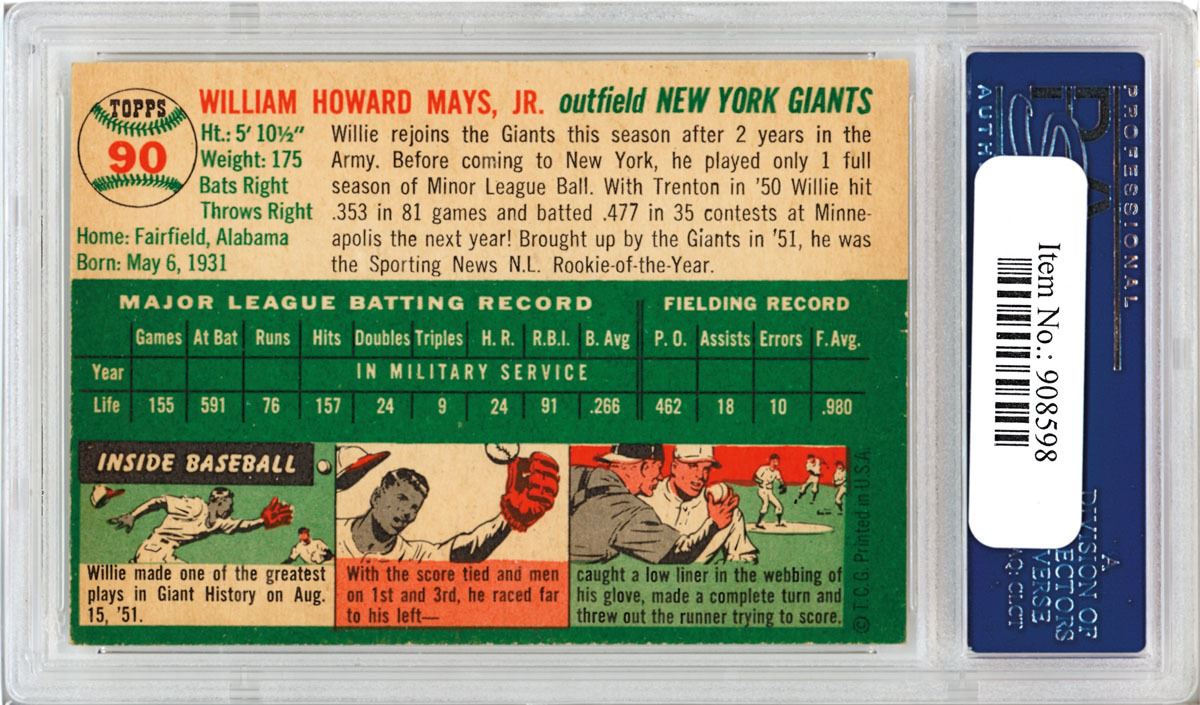 TOPPS
90
WILLIAM HOWARD MAYS, JR. outfield NEW YORK GIANTS
Ht.: 5' 10½"
Weight: 175
Bats Right
Throws Right
Home: Fairfield, Alabama
Born: May 6, 1931
Willie rejoins the Giants this season after 2 years in the
Army. Before coming to New York, he played only 1 full
season of Minor League Ball. With Trenton in '50 Willie hit
.353 in 81 games and batted .477 in 35 contests at Minne-
apolis the next year! Brought up by the Giants in '51, he was
the Sporting News N.L. Rookie-of-the-Year.
MAJOR LEAGUE BATTING RECORD FIELDING RECORD
Games At Bat Runs Hits Doubles Triples H. R. R.B.I. B. Avg P. O. Assists Errors F.Avg.
Year IN MILITARY SERVICE
Life 155 591 76 157 24 9 24 91 .266 462 18 10 .980
INSIDE BASEBALL
Willie made one of the greatest
plays in Giant History on Aug.
15, '51.
With the score tied and men
on 1st and 3rd, he raced far
to his left—
caught a low liner in the webbing of
his glove, made a complete turn and
threw out the runner trying to score.
© T.C.G. Printed in U.S.A.
PROFESSIONAL
AUTH
Item No.: 908598
A
DIVISION OF
ECTORS
VERSE